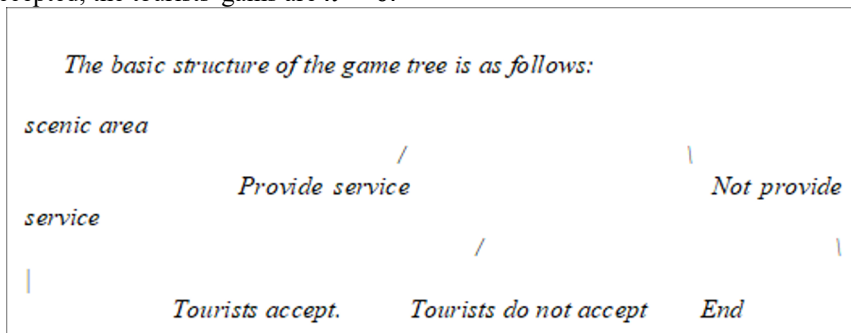 The basic structure of the game tree is as follows:
scenic area
/ \
Provide service Not provide
service
/ \
|
Tourists accept. Tourists do not accept End